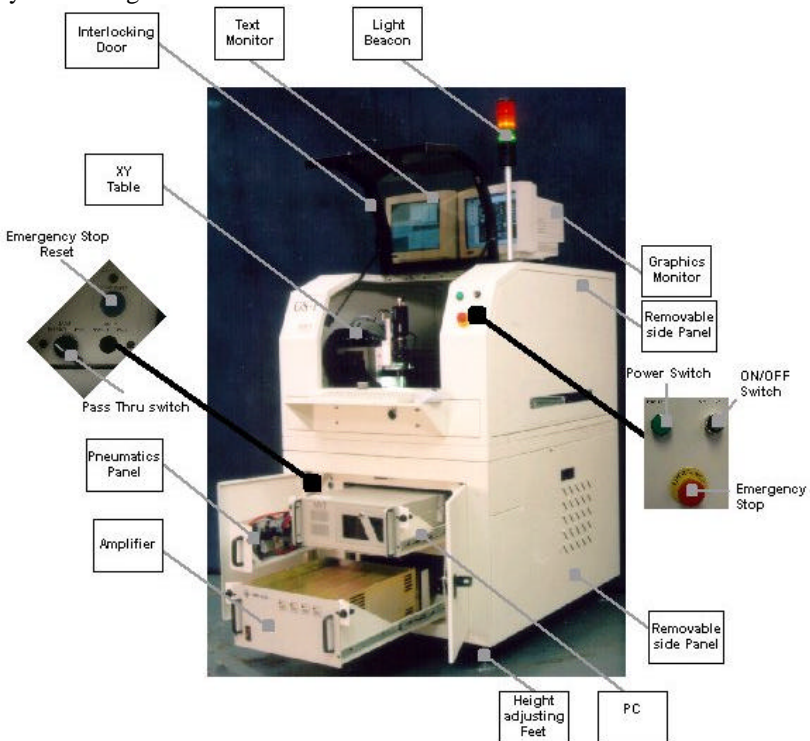 Interlocking
Door
Text
Monitor
Light
Beacon
XY
Table
Emergency Stop
Reset
Graphics
Monitor
Removable
side Panel
Power Switch
ON/OFF
Switch
Pass Thru switch
Pneumatics
Panel
Emergency
Stop
Amplifier
Removable
side Panel
Height
adjusting
Feet
PC